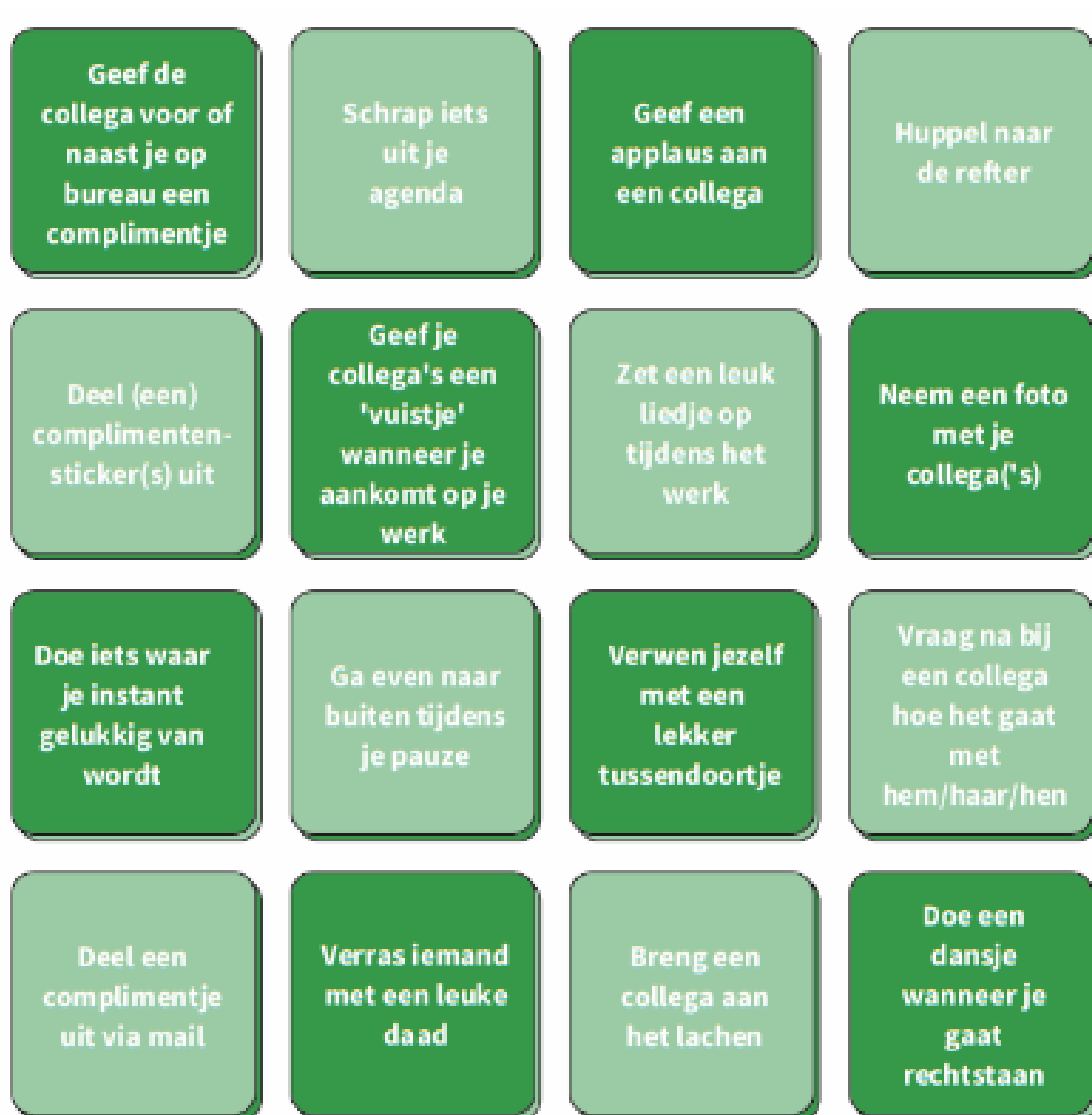 Geef de
collega voor of
naast je op
bureau een
complimentje
Schrap iets
uit je
agenda
Geef een
applaus aan
een collega
Huppel naar
de refter
Deel (een)
complimenten-
sticker(s) uit
Geef je
collega's een
'vuistje'
wanneer je
aankomt op je
werk
Zet een leuk
liedje op
tijdens het
werk
Neem een foto
met je
collega('s)
Doe iets waar
je instant
gelukkig van
wordt
Ga even naar
buiten tijdens
je pauze
Verwen jezelf
met een
lekker
tussendoortje
Vraag na bij
een collega
hoe het gaat
met
hem/haar/hen
Deel een
complimentje
uit via mail
Verras iemand
met een leuke
daad
Breng een
collega aan
het lachen
Doe een
dansje
wanneer je
gaat
rechtstaan